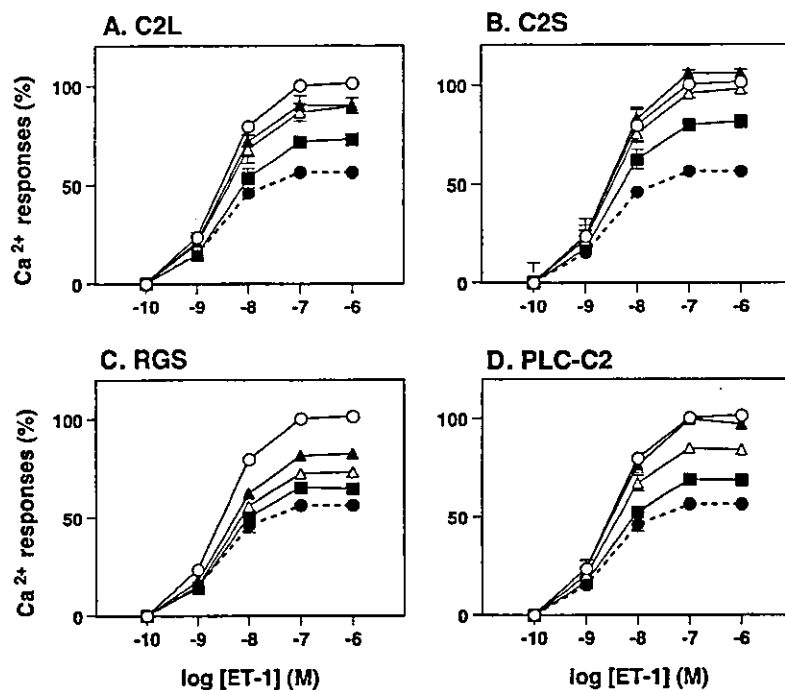 A. C2L
B. C2S
Ca 2+ responses (%)
100
50
0
-10 -9 -8 -7 -6
100
50
0
-10 -9 -8 -7 -6
C. RGS
D. PLC-C2
Ca 2+ responses (%)
100
50
0
-10 -9 -8 -7 -6
100
50
0
-10 -9 -8 -7 -6
log [ET-1] (M)
log [ET-1] (M)